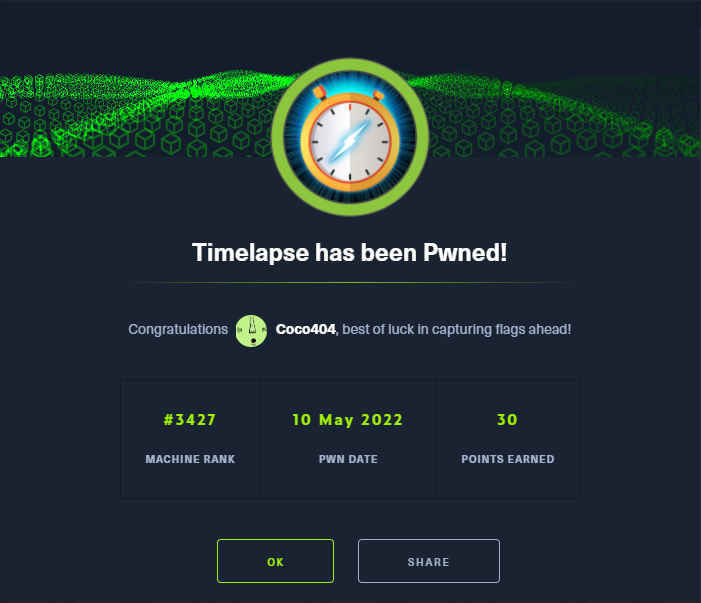 Timelapse has been Pwned!
Congratulations Coco404, best of luck in capturing flags ahead!
#3427 10 May 2022 30
MACHINE RANK PWN DATE POINTS EARNED
OK SHARE